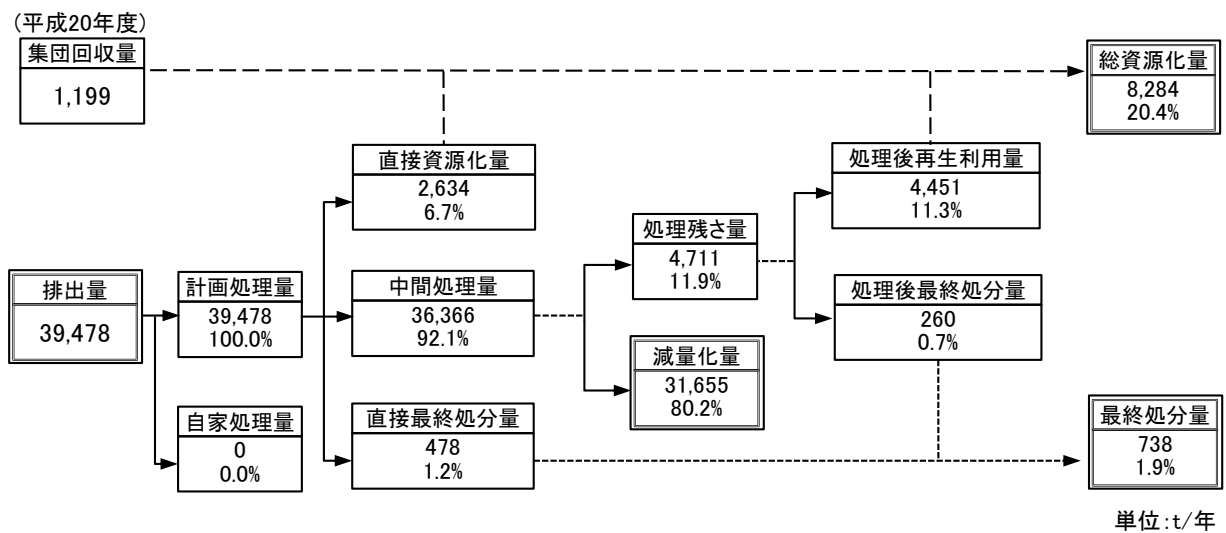 (平成20年度)
集団回収量
1,199
総資源化量
8,284
20.4%
直接資源化量
2,634
6.7%
処理後再生利用量
4,451
11.3%
処理残さ量
4,711
11.9%
排出量
39,478
計画処理量
39,478
100.0%
中間処理量
36,366
92.1%
処理後最終処分量
260
0.7%
減量化量
31,655
80.2%
自家処理量
0
0.0%
直接最終処分量
478
1.2%
最終処分量
738
1.9%
単位:t/年